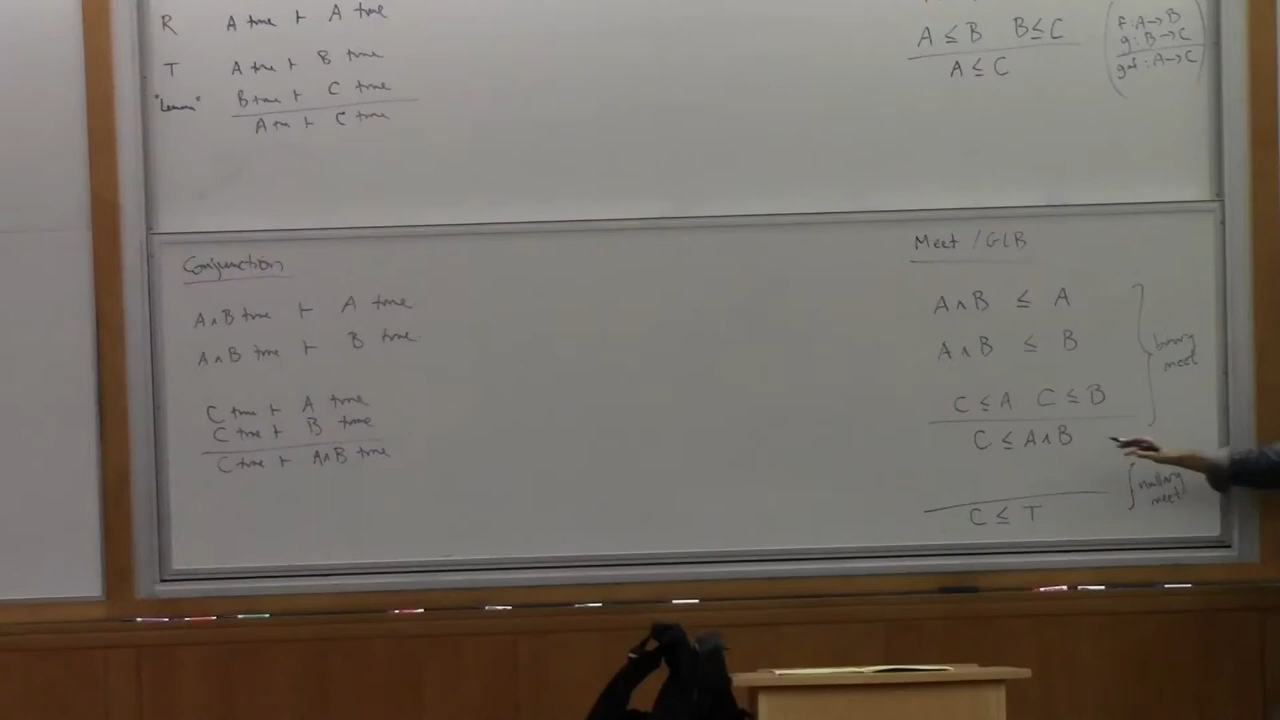 R A true ⊢ A true
T A true ⊢ B true
"Lemma" B true ⊢ C true
A true ⊢ C true
A ≤ B B ≤ C
A ≤ C
f: A → B
g: B → C
g∘f : A → C
Conjunction
A∧B true ⊢ A true
A∧B true ⊢ B true
C true ⊢ A true
C true ⊢ B true
C true ⊢ A∧B true
Meet / GLB
A∧B ≤ A
A∧B ≤ B
C ≤ A C ≤ B
C ≤ A∧B
binary
meet
C ≤ T
nullary
meet